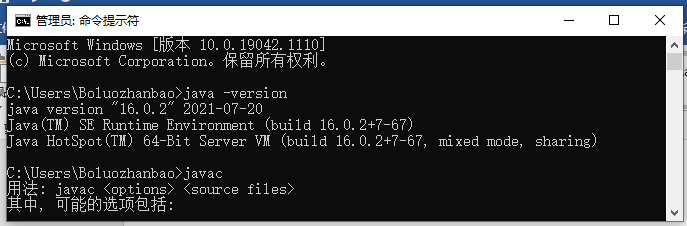 管理员: 命令提示符
Microsoft Windows [版本 10.0.19042.1110]
(c) Microsoft Corporation。保留所有权利。
C:\Users\Boluozhanbao>java -version
java version "16.0.2" 2021-07-20
Java(TM) SE Runtime Environment (build 16.0.2+7-67)
Java HotSpot(TM) 64-Bit Server VM (build 16.0.2+7-67, mixed mode, sharing)
C:\Users\Boluozhanbao>javac
用法: javac <options> <source files>
其中, 可能的选项包括: